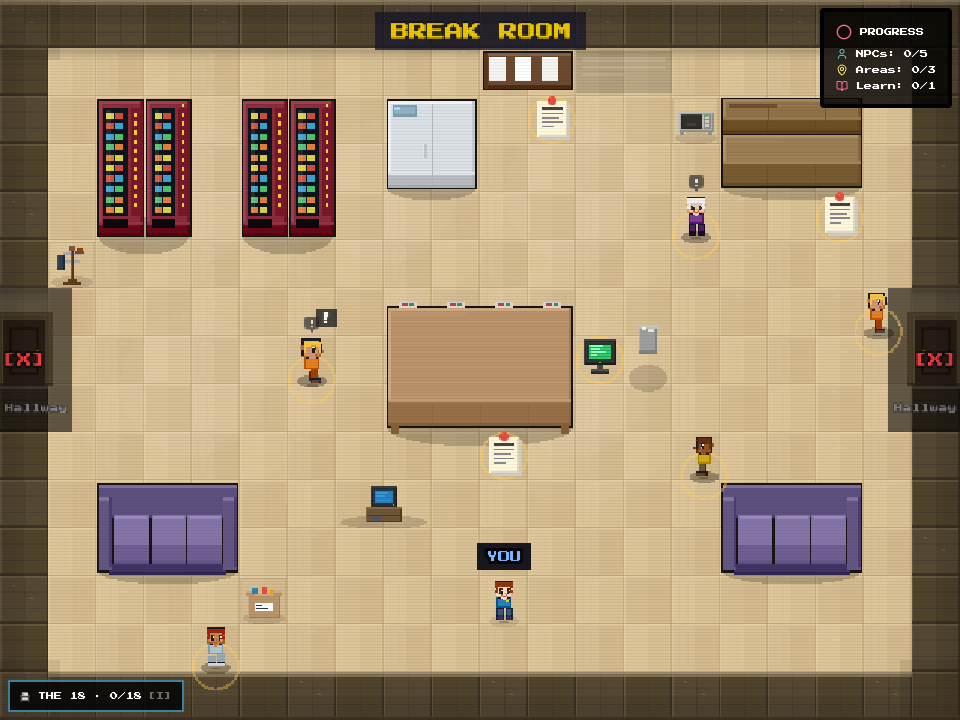 BREAK ROOM
PROGRESS
NPCs: 0/5
Areas: 0/3
Learn: 0/1
!
!
!
[X]
Hallway
[X]
Hallway
YOU
THE 18 · 0/18 [I]